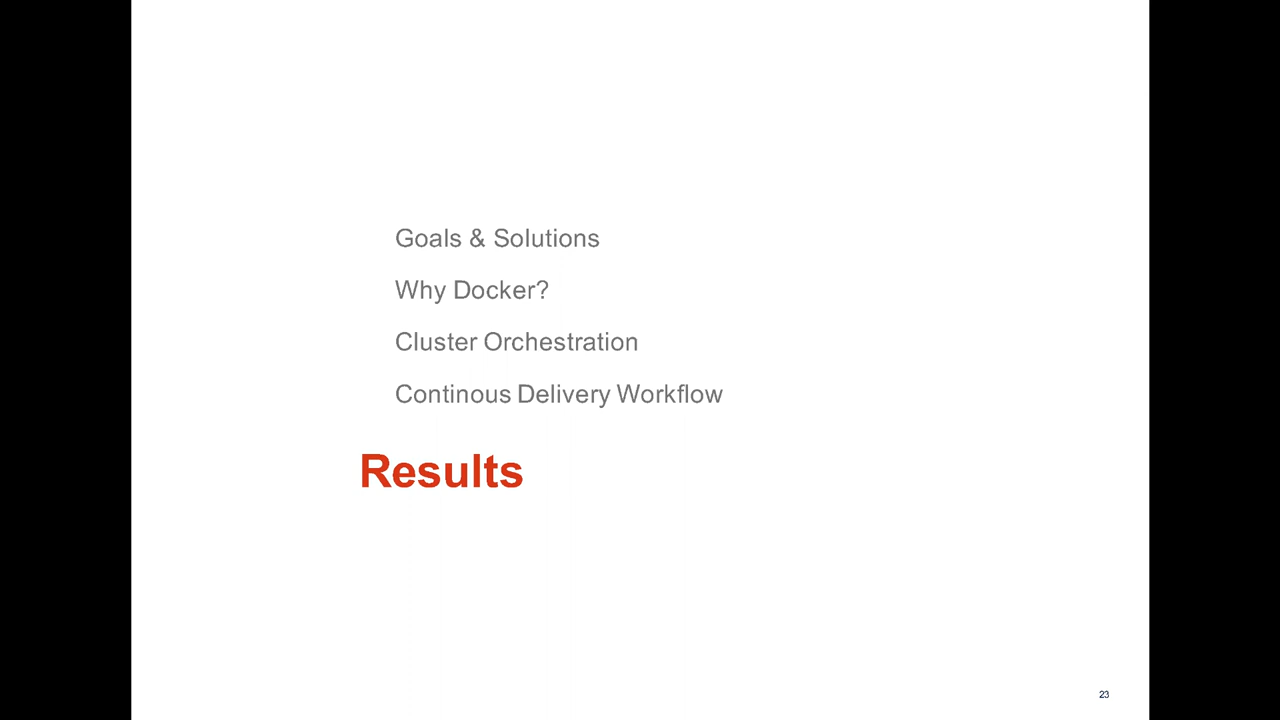 Goals & Solutions
Why Docker?
Cluster Orchestration
Continous Delivery Workflow
Results
23